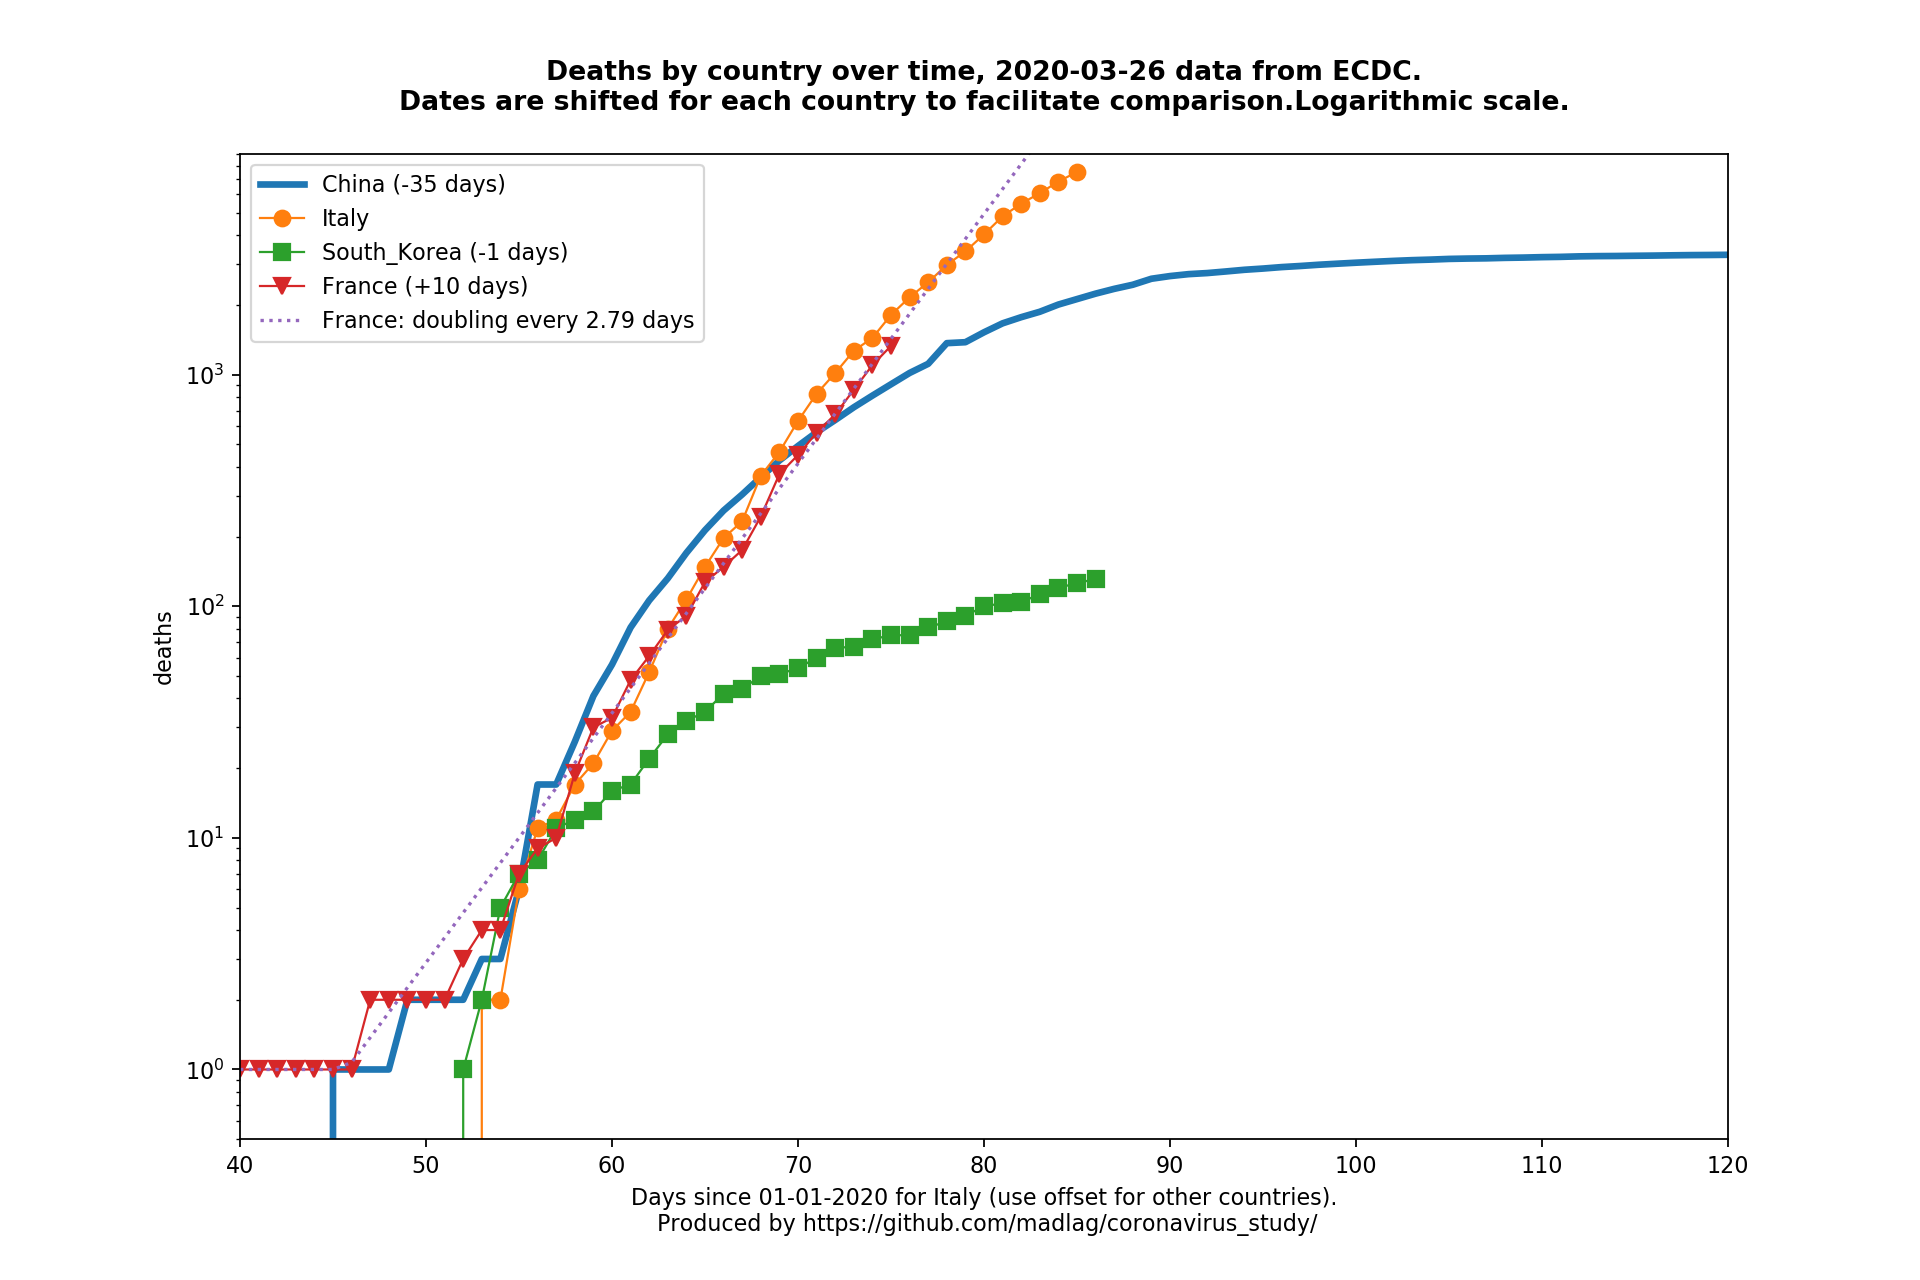 Deaths by country over time, 2020-03-26 data from ECDC.
Dates are shifted for each country to facilitate comparison.Logarithmic scale.
China (-35 days)
Italy
South_Korea (-1 days)
France (+10 days)
France: doubling every 2.79 days
10³
10²
10¹
10⁰
deaths
40 50 60 70 80 90 100 110 120
Days since 01-01-2020 for Italy (use offset for other countries).
Produced by https://github.com/madlag/coronavirus_study/